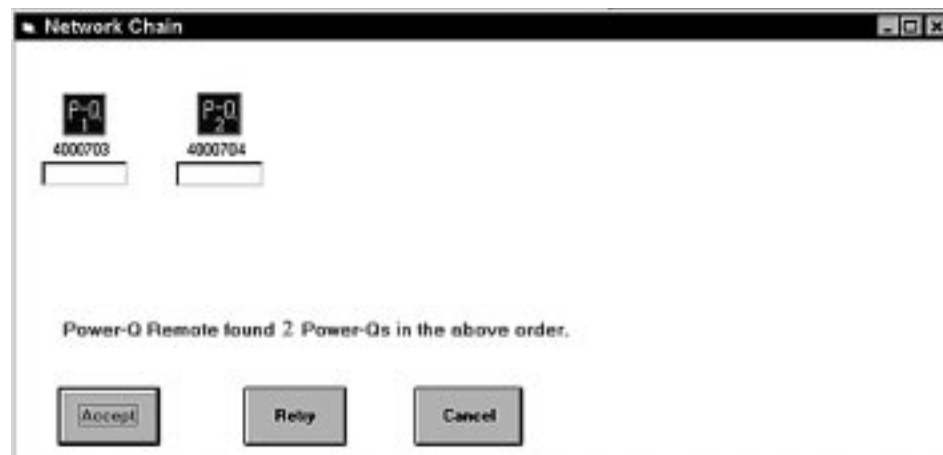 Network Chain
P-Q 1 P-Q 2
4000703 4000704
Power-Q Remote found 2 Power-Qs in the above order.
Accept Retry Cancel